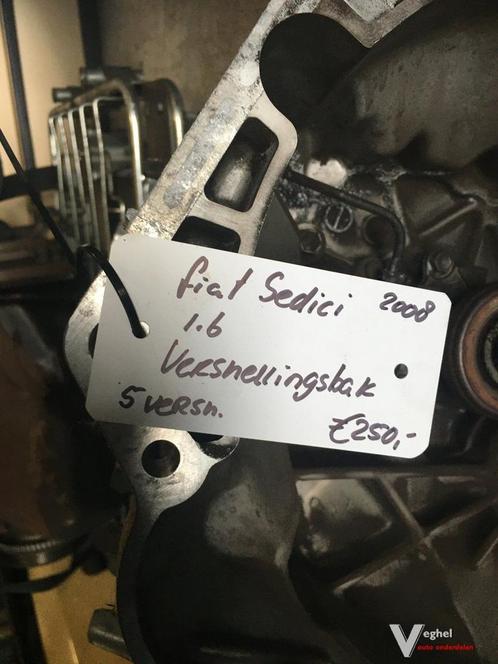 fiat Sedici 2008
1.6
Versnellingsbak
5 versn. €250,-
Veghel
auto onderdelen